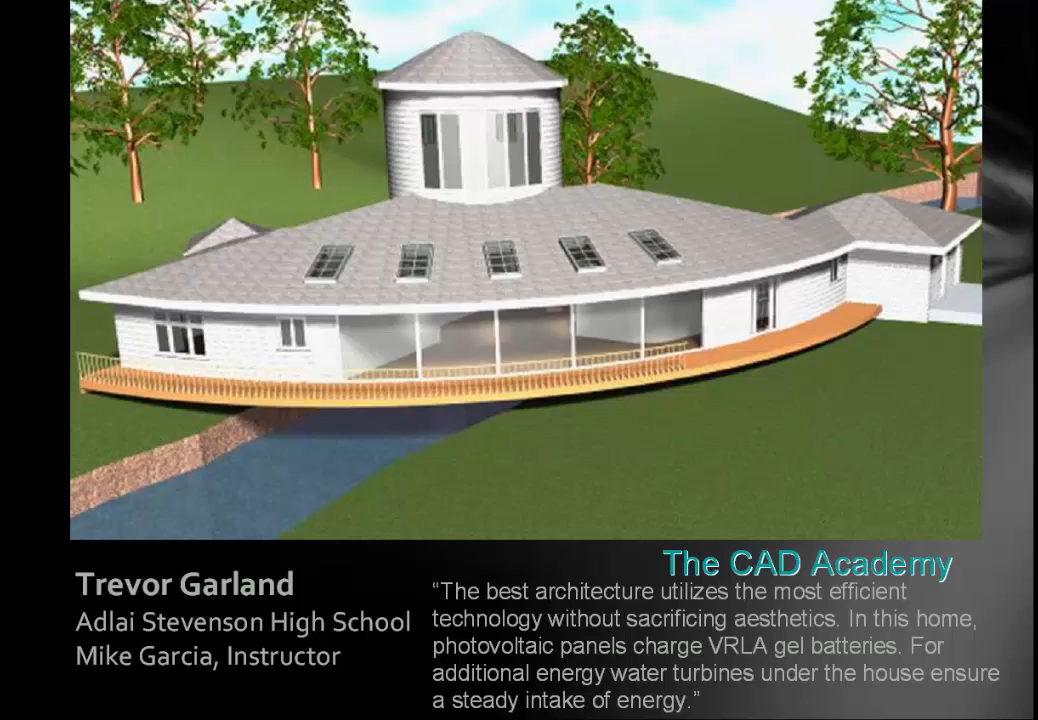 Trevor Garland
Adlai Stevenson High School
Mike Garcia, Instructor
The CAD Academy
“The best architecture utilizes the most efficient
technology without sacrificing aesthetics. In this home,
photovoltaic panels charge VRLA gel batteries. For
additional energy water turbines under the house ensure
a steady intake of energy.”